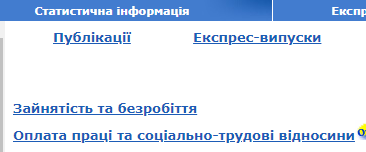 Статистична інформація
Публікації Експрес-випуски
Зайнятість та безробіття
Оплата праці та соціально-трудові відносини